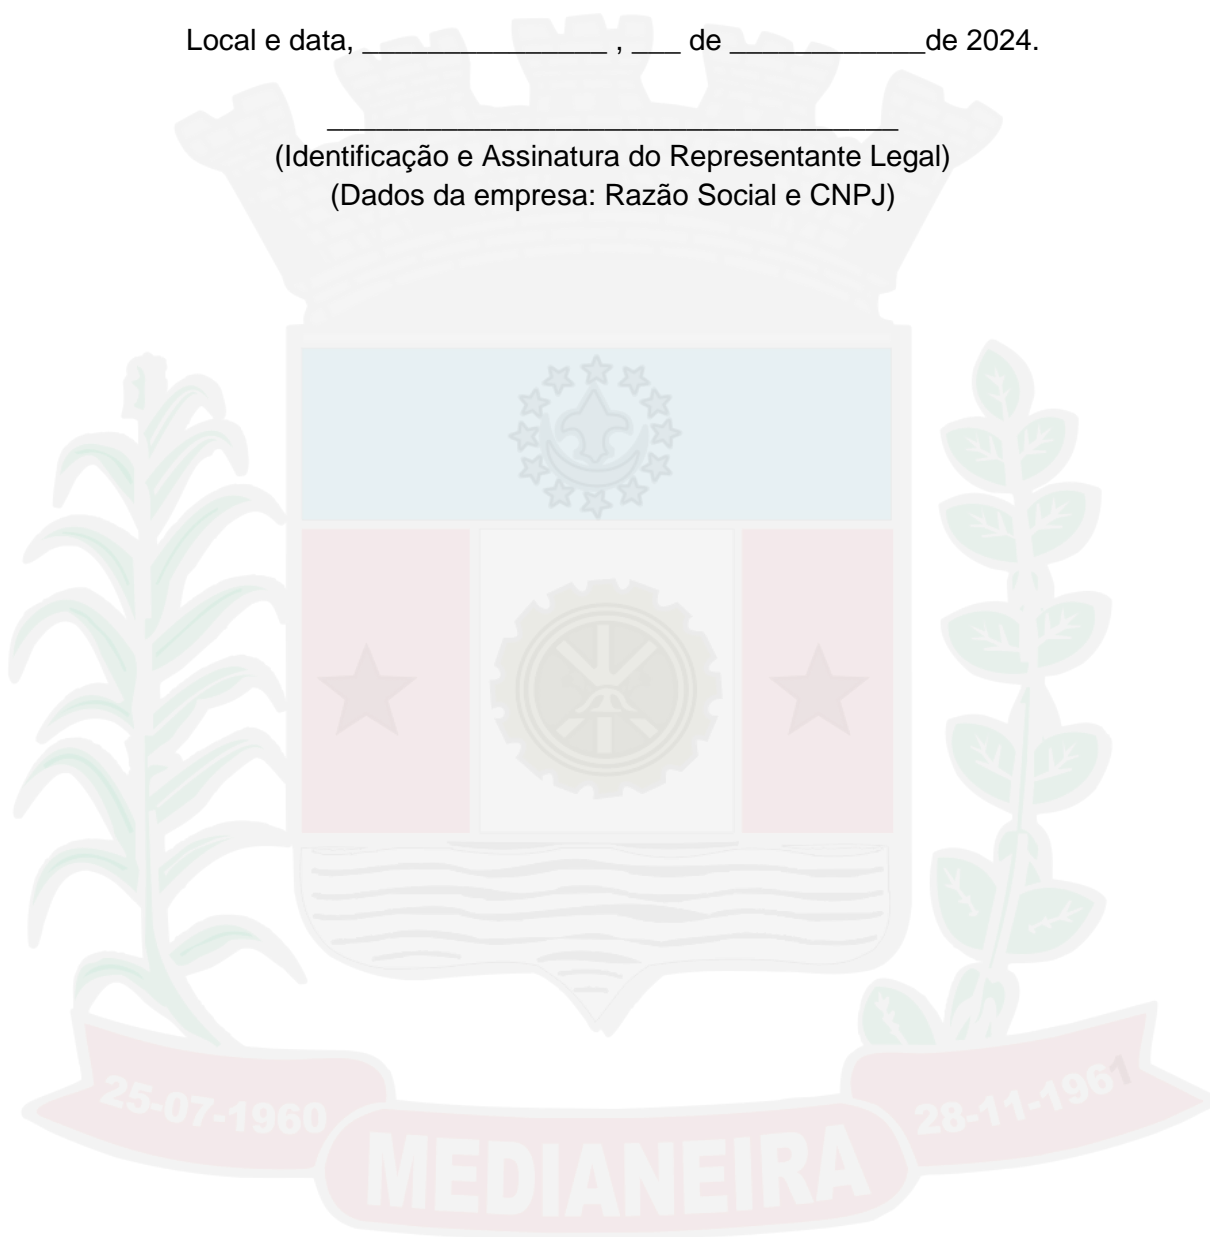 Local e data, _______________ , ___ de ____________de 2024.
___________________________________
(Identificação e Assinatura do Representante Legal)
(Dados da empresa: Razão Social e CNPJ)
25-07-1960
28-11-1961
MEDIANEIRA